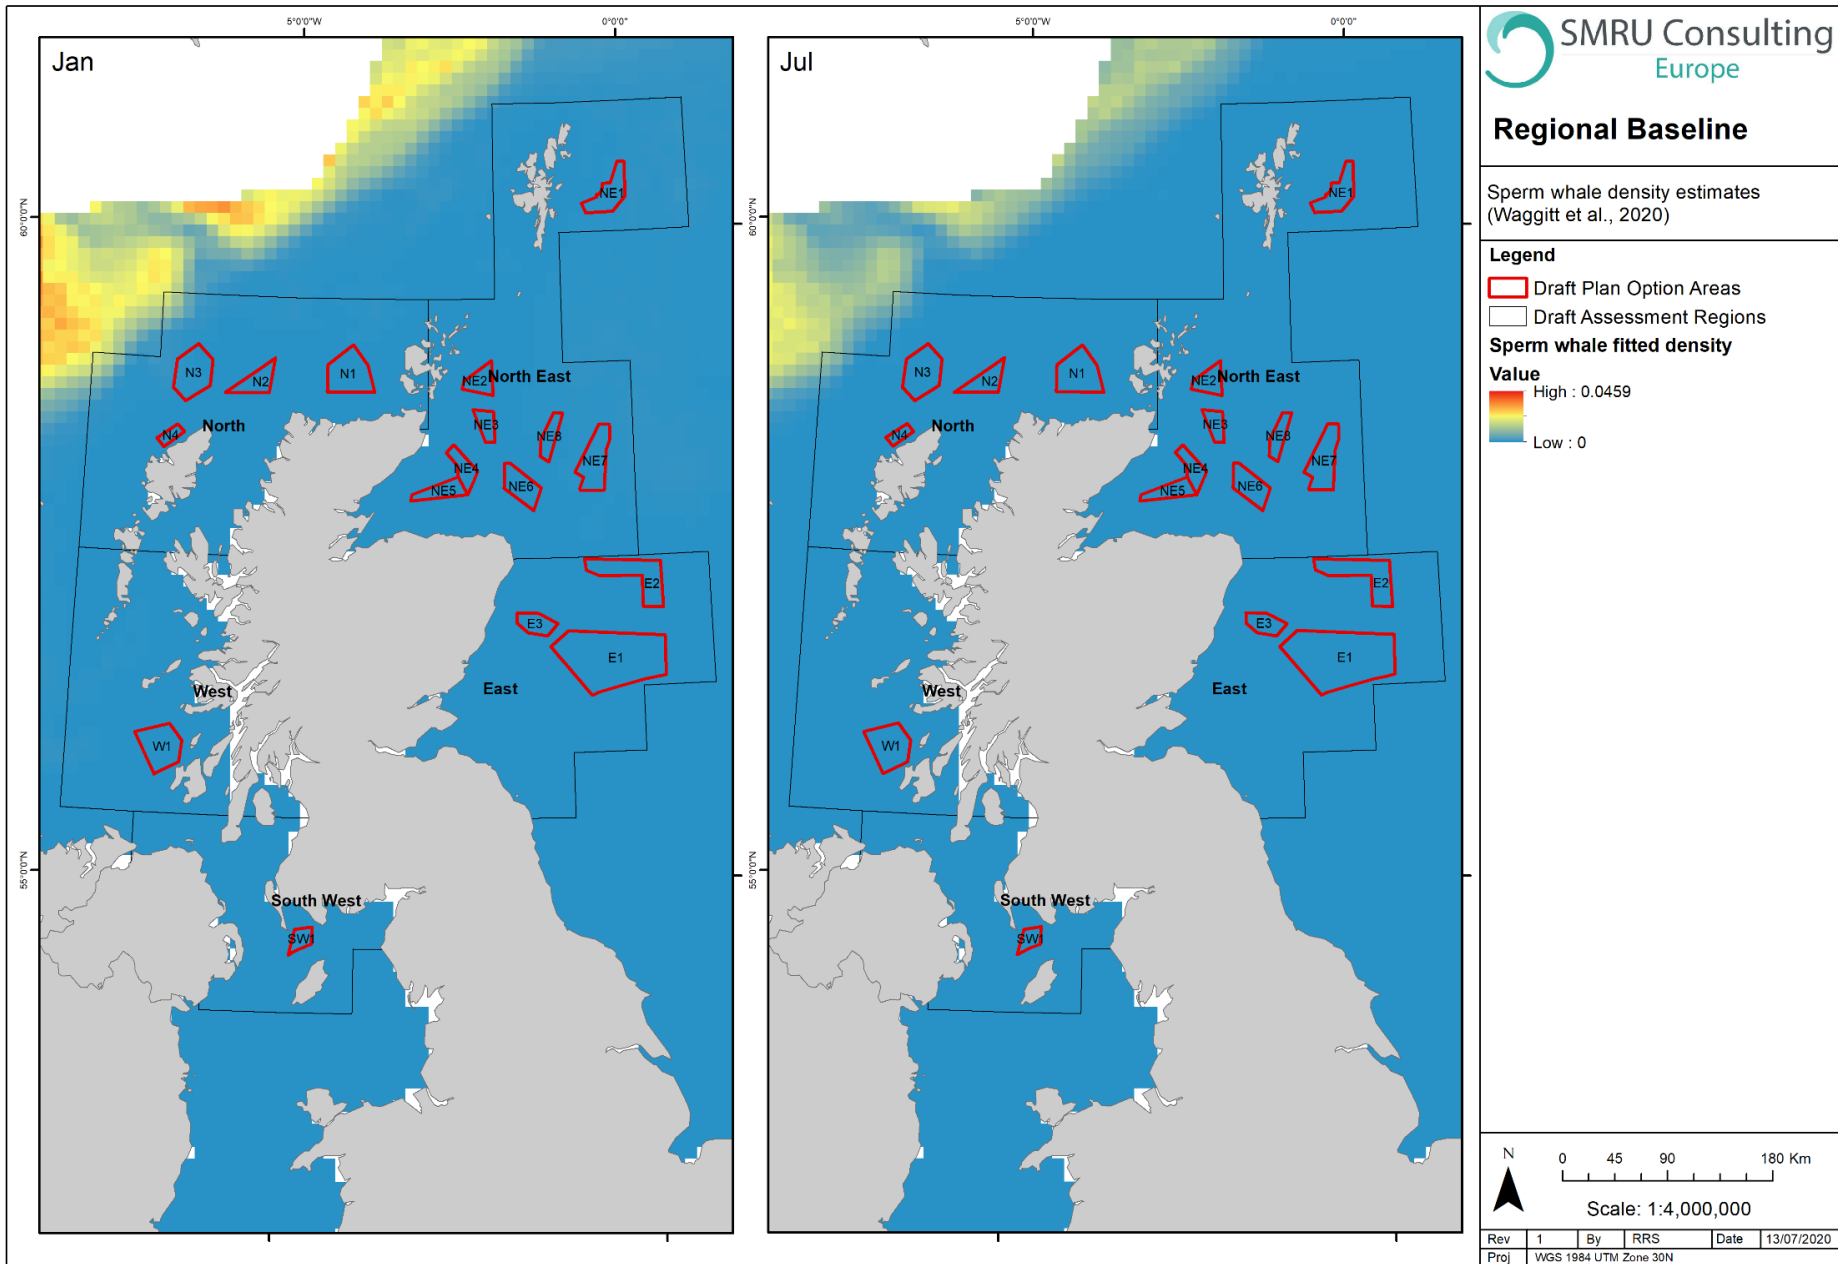 Jan
5°0'0"W
0°0'0"
60°0'0"N
55°0'0"N
NE1
N3
N2
N1
NE2
North East
N4
North
NE3
NE8
NE4
NE7
NE5
NE6
E2
E3
E1
West
East
W1
South West
SW1
Jul
5°0'0"W
0°0'0"
60°0'0"N
55°0'0"N
NE1
N3
N2
N1
NE2
North East
N4
North
NE3
NE8
NE4
NE7
NE5
NE6
E2
E3
E1
West
East
W1
South West
SW1
SMRU Consulting
Europe
Regional Baseline
Sperm whale density estimates
(Waggitt et al., 2020)
Legend
Draft Plan Option Areas
Draft Assessment Regions
Sperm whale fitted density
Value
High : 0.0459
Low : 0
N
0 45 90 180 Km
Scale: 1:4,000,000
Rev 1 By RRS Date 13/07/2020
Proj WGS 1984 UTM Zone 30N